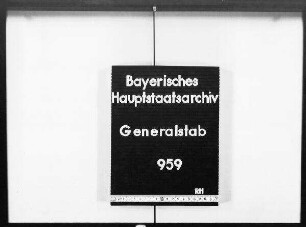 Bayerisches
Hauptstaatsarchiv
Generalstab
959